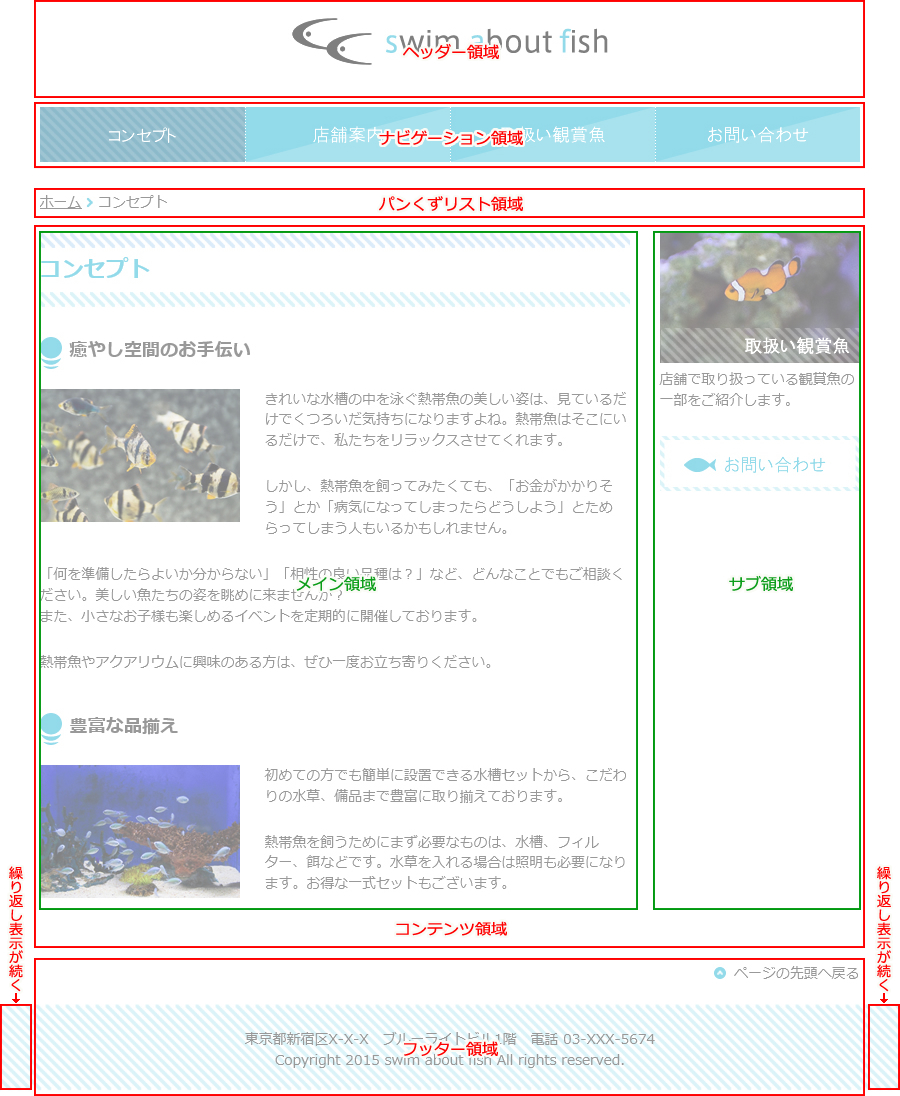 swim about fish
ヘッダー領域
コンセプト
店舗案内
取扱い観賞魚
お問い合わせ
ナビゲーション領域
ホーム > コンセプト
パンくずリスト領域
コンセプト
癒やし空間のお手伝い
きれいな水槽の中を泳ぐ熱帯魚の美しい姿は、見ているだ
けでくつろいだ気持ちになりますよね。熱帯魚はそこにい
るだけで、私たちをリラックスさせてくれます。
しかし、熱帯魚を飼ってみたくても、「お金がかかりそ
う」とか「病気になってしまったらどうしよう」とため
らってしまう人もいるかもしれません。
「何を準備したらよいか分からない」「相性の良い品種は？」など、どんなことでもご相談く
ださい。美しい魚たちの姿を眺めに来ませんか？
また、小さなお子様も楽しめるイベントを定期的に開催しております。
メイン領域
熱帯魚やアクアリウムに興味のある方は、ぜひ一度お立ち寄りください。
豊富な品揃え
初めての方でも簡単に設置できる水槽セットから、こだわ
りの水草、備品まで豊富に取り揃えております。
熱帯魚を飼うためにまず必要なものは、水槽、フィル
ター、餌などです。水草を入れる場合は照明も必要になり
ます。お得な一式セットもございます。
取扱い観賞魚
店舗で取り扱っている観賞魚の
一部をご紹介します。
お問い合わせ
サブ領域
コンテンツ領域
繰り返し表示が続く
繰り返し表示が続く
ページの先頭へ戻る
東京都新宿区X-X-X　ブルーライトビル1階　電話 03-XXX-5674
フッター領域
Copyright 2015 swim about fish All rights reserved.